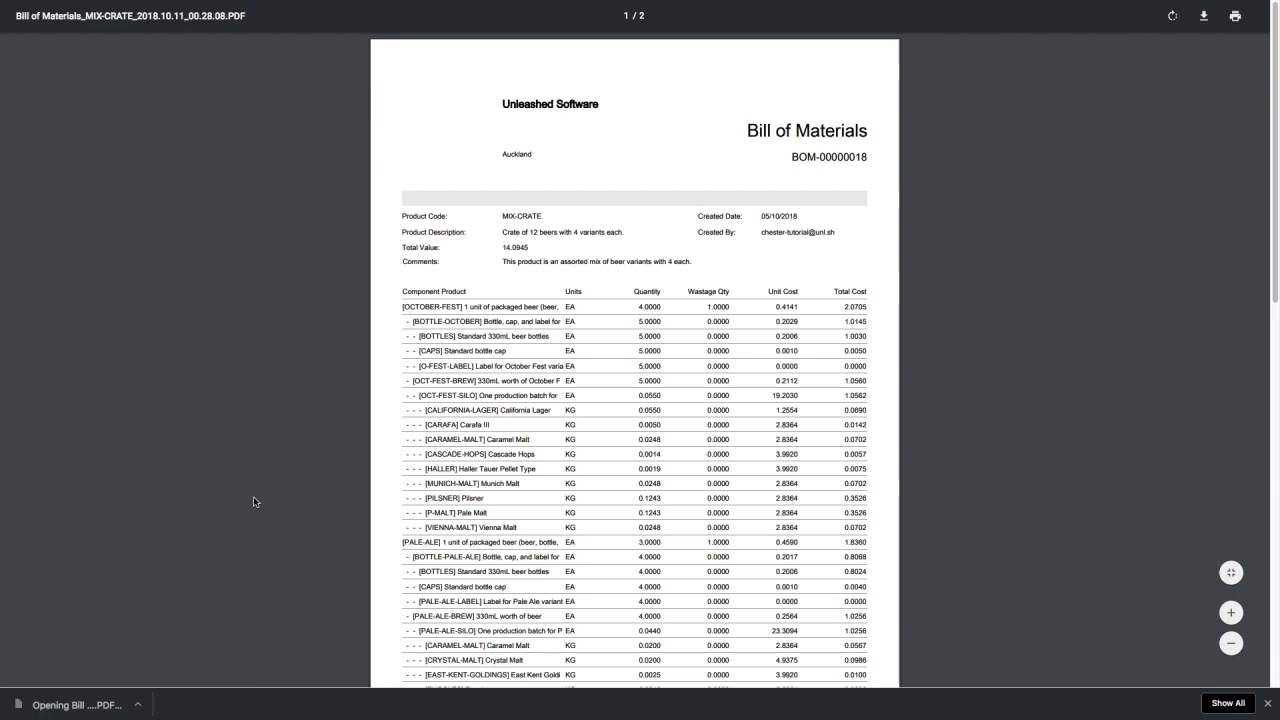 Bill of Materials_MIX-CRATE_2018.10.11_00.28.08.PDF 1 / 2
Unleashed Software
Bill of Materials
Auckland BOM-00000018
Product Code: MIX-CRATE Created Date: 05/10/2018
Product Description: Crate of 12 beers with 4 variants each. Created By: chester-tutorial@unl.sh
Total Value: 14.0945
Comments: This product is an assorted mix of beer variants with 4 each.
Component Product Units Quantity Wastage Qty Unit Cost Total Cost
[OCTOBER-FEST] 1 unit of packaged beer (beer, EA 4.0000 1.0000 0.4141 2.0705
- [BOTTLE-OCTOBER] Bottle, cap, and label for EA 5.0000 0.0000 0.2029 1.0145
- - [BOTTLES] Standard 330mL beer bottles EA 5.0000 0.0000 0.2006 1.0030
- - [CAPS] Standard bottle cap EA 5.0000 0.0000 0.0010 0.0050
- - [O-FEST-LABEL] Label for October Fest varia EA 5.0000 0.0000 0.0000 0.0000
- [OCT-FEST-BREW] 330mL worth of October F EA 5.0000 0.0000 0.2112 1.0560
- - [OCT-FEST-SILO] One production batch for EA 0.0550 0.0000 19.2030 1.0562
- - - [CALIFORNIA-LAGER] California Lager KG 0.0550 0.0000 1.2554 0.0690
- - - [CARAFA] Carafa III KG 0.0050 0.0000 2.8364 0.0142
- - - [CARAMEL-MALT] Caramel Malt KG 0.0248 0.0000 2.8364 0.0702
- - - [CASCADE-HOPS] Cascade Hops KG 0.0014 0.0000 3.9920 0.0057
- - - [HALLER] Haller Tauer Pellet Type KG 0.0019 0.0000 3.9920 0.0075
- - - [MUNICH-MALT] Munich Malt KG 0.0248 0.0000 2.8364 0.0702
- - - [PILSNER] Pilsner KG 0.1243 0.0000 2.8364 0.3526
- - - [P-MALT] Pale Malt KG 0.1243 0.0000 2.8364 0.3526
- - - [VIENNA-MALT] Vienna Malt KG 0.0248 0.0000 2.8364 0.0702
[PALE-ALE] 1 unit of packaged beer (beer, bottle, EA 3.0000 1.0000 0.4590 1.8360
- [BOTTLE-PALE-ALE] Bottle, cap, and label for EA 4.0000 0.0000 0.2017 0.8068
- - [BOTTLES] Standard 330mL beer bottles EA 4.0000 0.0000 0.2006 0.8024
- - [CAPS] Standard bottle cap EA 4.0000 0.0000 0.0010 0.0040
- - [PALE-ALE-LABEL] Label for Pale Ale variant EA 4.0000 0.0000 0.0000 0.0000
- [PALE-ALE-BREW] 330mL worth of beer EA 4.0000 0.0000 0.2564 1.0256
- - [PALE-ALE-SILO] One production batch for P EA 0.0440 0.0000 23.3094 1.0256
- - - [CARAMEL-MALT] Caramel Malt KG 0.0200 0.0000 2.8364 0.0567
- - - [CRYSTAL-MALT] Crystal Malt KG 0.0200 0.0000 4.9375 0.0986
- - - [EAST-KENT-GOLDINGS] East Kent Goldi KG 0.0025 0.0000 3.9920 0.0100
Opening Bill ....PDF... Show All